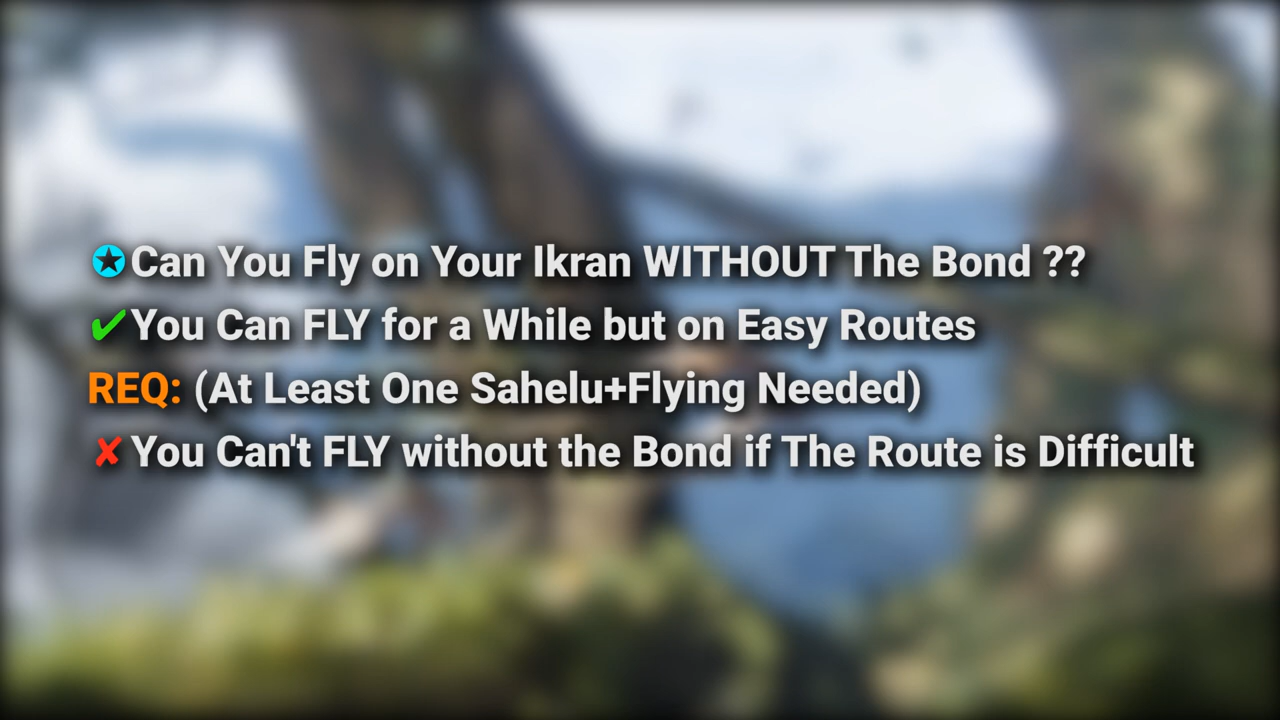 ✪Can You Fly on Your Ikran WITHOUT The Bond ??
✔You Can FLY for a While but on Easy Routes
REQ: (At Least One Sahelu+Flying Needed)
✘You Can't FLY without the Bond if The Route is Difficult